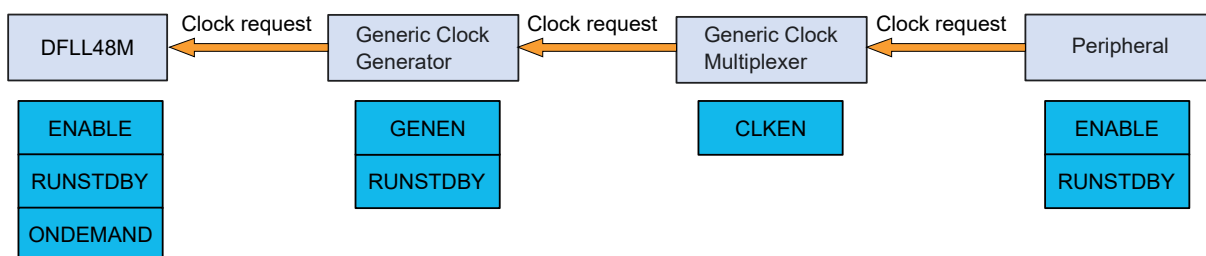 Clock request
Clock request
Clock request
DFLL48M
Generic Clock
Generator
Generic Clock
Multiplexer
Peripheral
ENABLE
GENEN
CLKEN
ENABLE
RUNSTDBY
RUNSTDBY
RUNSTDBY
ONDEMAND